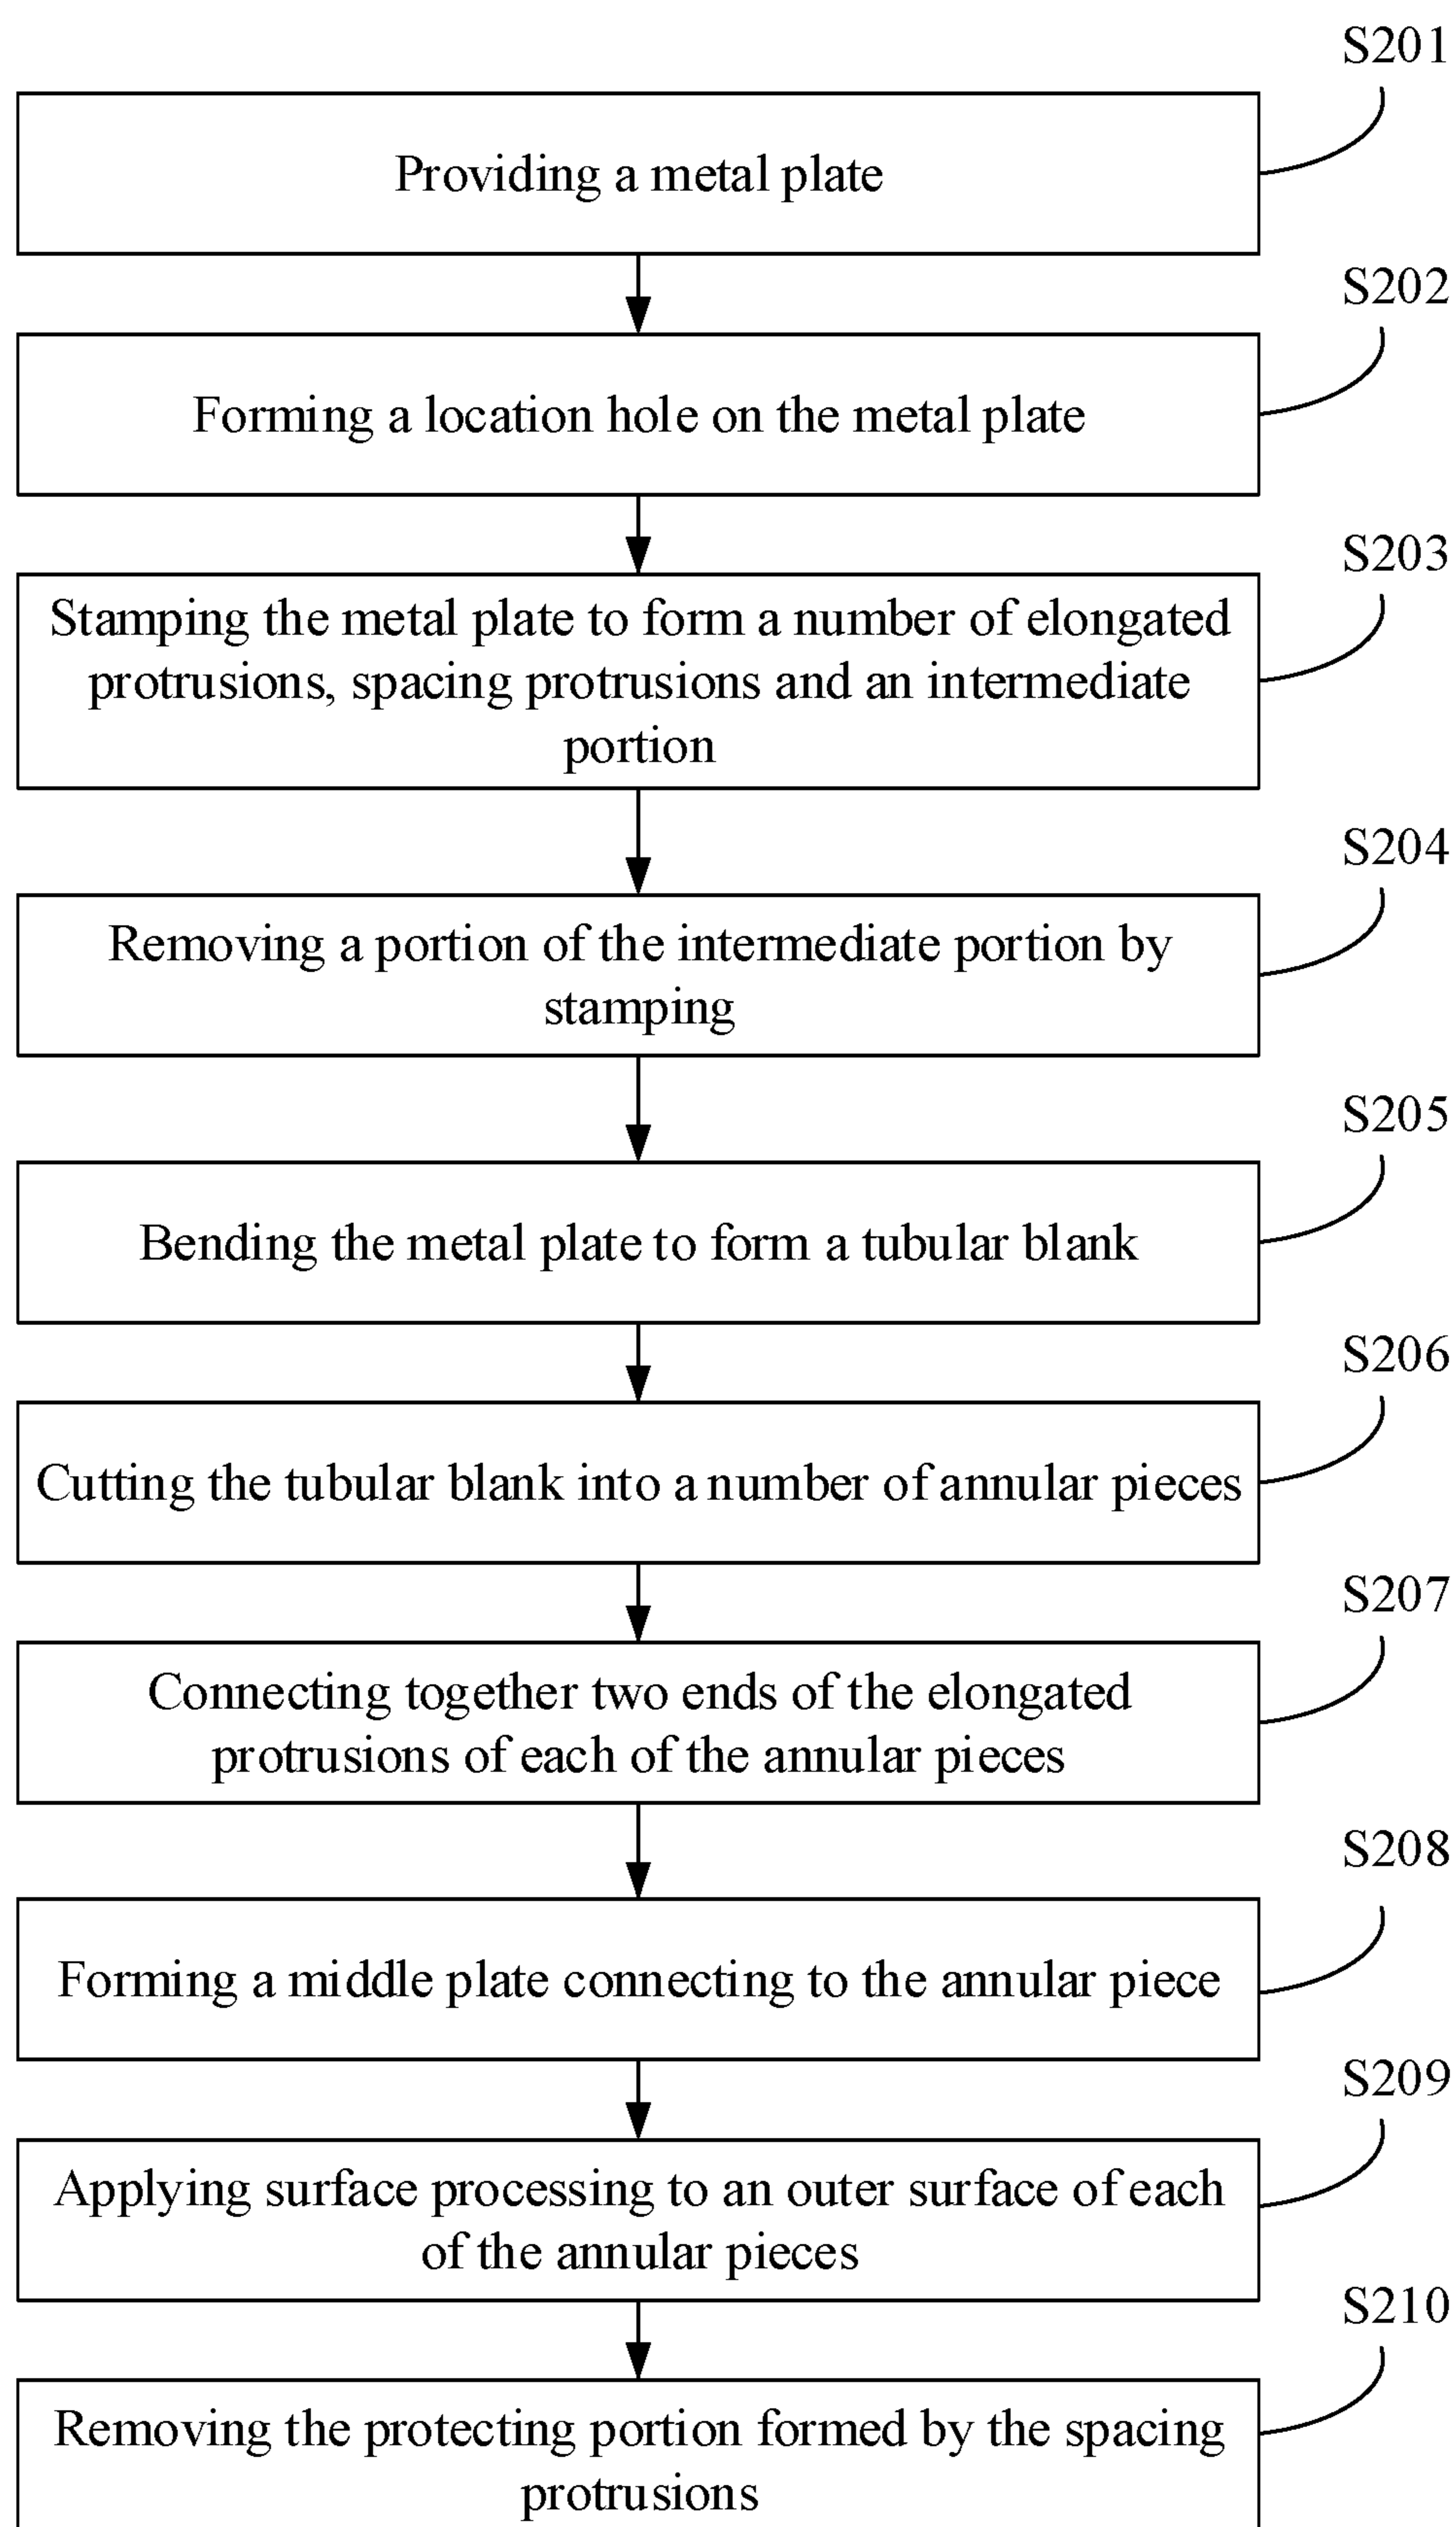 S201
Providing a metal plate
S202
Forming a location hole on the metal plate
S203
Stamping the metal plate to form a number of elongated
protrusions, spacing protrusions and an intermediate
portion
S204
Removing a portion of the intermediate portion by
stamping
S205
Bending the metal plate to form a tubular blank
S206
Cutting the tubular blank into a number of annular pieces
S207
Connecting together two ends of the elongated
protrusions of each of the annular pieces
S208
Forming a middle plate connecting to the annular piece
S209
Applying surface processing to an outer surface of each
of the annular pieces
S210
Removing the protecting portion formed by the spacing
protrusions